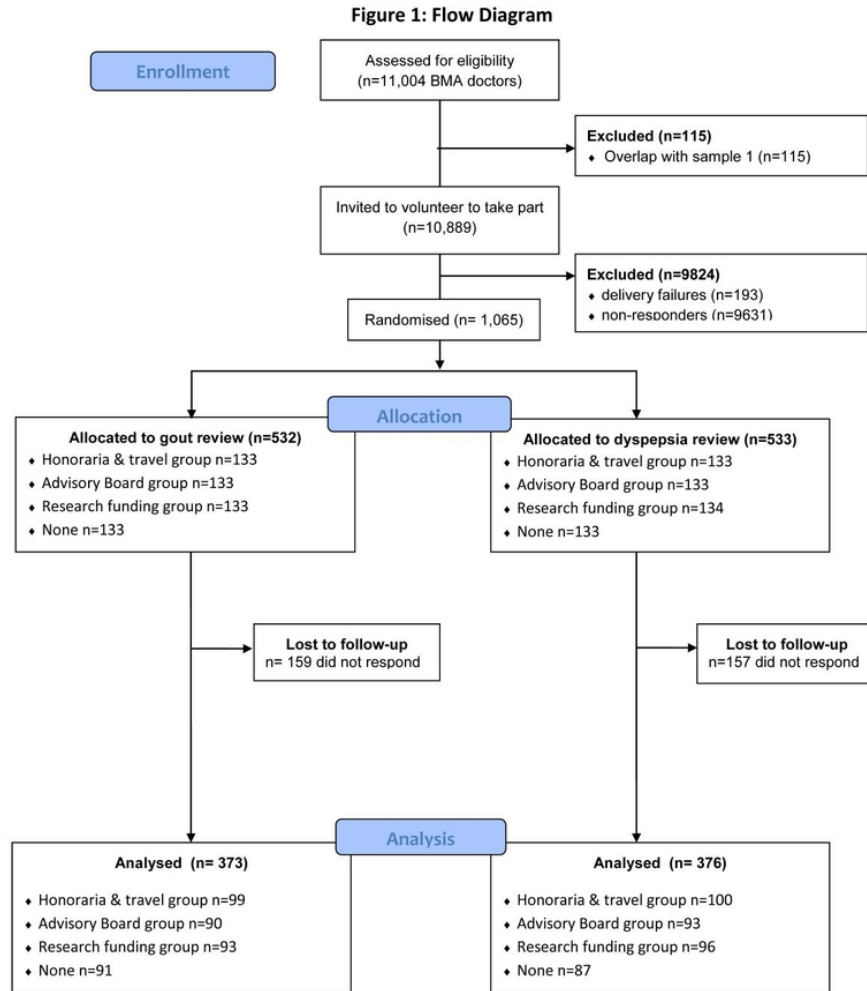 Figure 1: Flow Diagram
Enrollment
Assessed for eligibility
(n=11,004 BMA doctors)
Excluded (n=115)
♦ Overlap with sample 1 (n=115)
Invited to volunteer to take part
(n=10,889)
Excluded (n=9824)
♦ delivery failures (n=193)
♦ non-responders (n=9631)
Randomised (n= 1,065)
Allocation
Allocated to gout review (n=532)
♦ Honoraria & travel group n=133
♦ Advisory Board group n=133
♦ Research funding group n=133
♦ None n=133
Allocated to dyspepsia review (n=533)
♦ Honoraria & travel group n=133
♦ Advisory Board group n=133
♦ Research funding group n=134
♦ None n=133
Lost to follow-up
n= 159 did not respond
Lost to follow-up
n=157 did not respond
Analysis
Analysed (n= 373)
♦ Honoraria & travel group n=99
♦ Advisory Board group n=90
♦ Research funding group n=93
♦ None n=91
Analysed (n= 376)
♦ Honoraria & travel group n=100
♦ Advisory Board group n=93
♦ Research funding group n=96
♦ None n=87